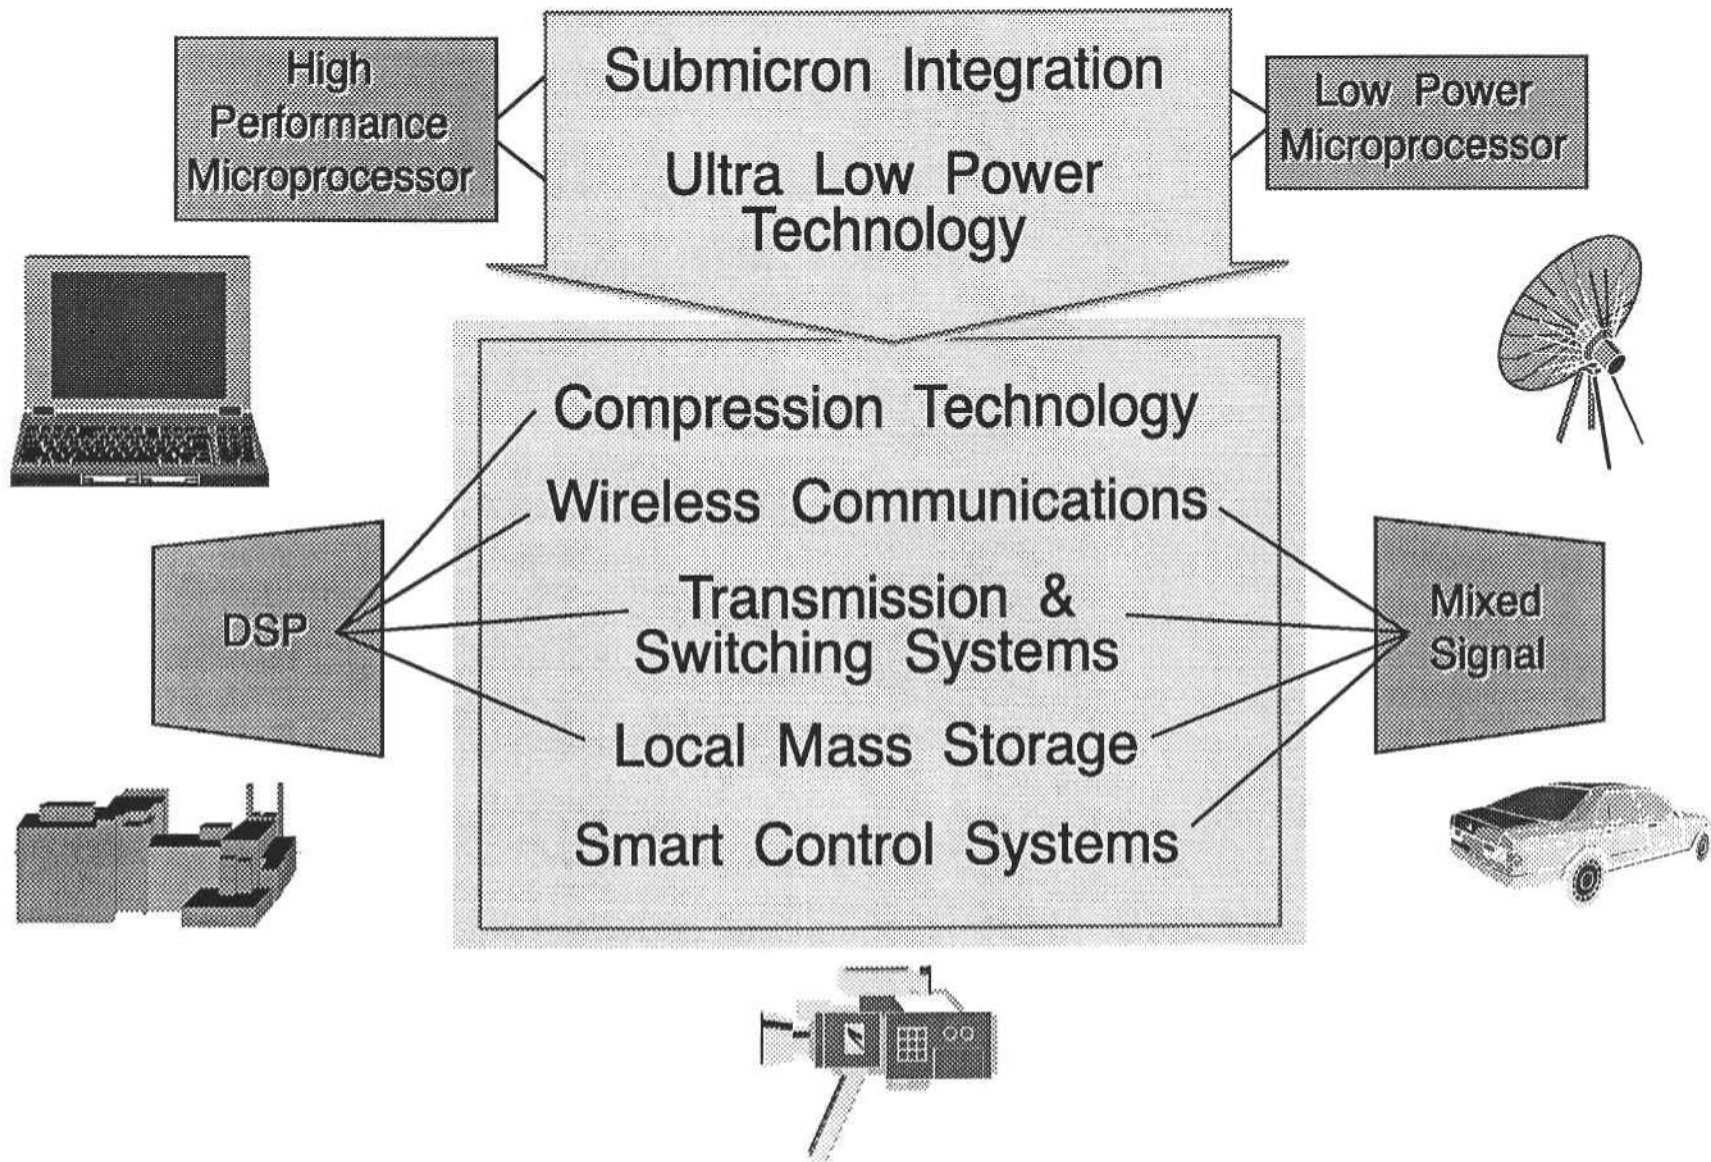 High
Performance
Microprocessor
Submicron Integration
Ultra Low Power
Technology
Low Power
Microprocessor
Compression Technology
Wireless Communications
Transmission &
Switching Systems
Local Mass Storage
Smart Control Systems
DSP
Mixed
Signal